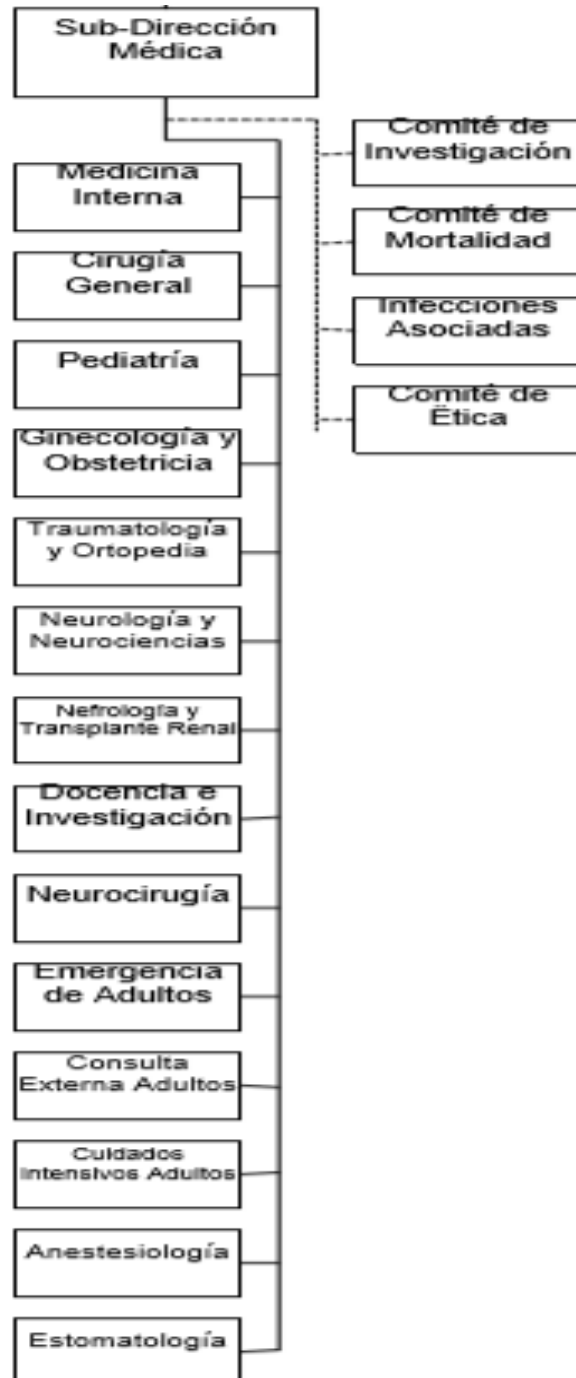 Sub-Dirección
Médica
Comité de
Investigación
Medicina
Interna
Comité de
Mortalidad
Cirugía
General
Infecciones
Asociadas
Pediatría
Comité de
Ëtica
Ginecología y
Obstetricia
Traumatología
y Ortopedia
Neurología y
Neurociencias
Nefrología y
Transplante Renal
Docencia e
Investigación
Neurocirugía
Emergencia
de Adultos
Consulta
Externa Adultos
Cuidados
Intensivos Adultos
Anestesiología
Estomatología